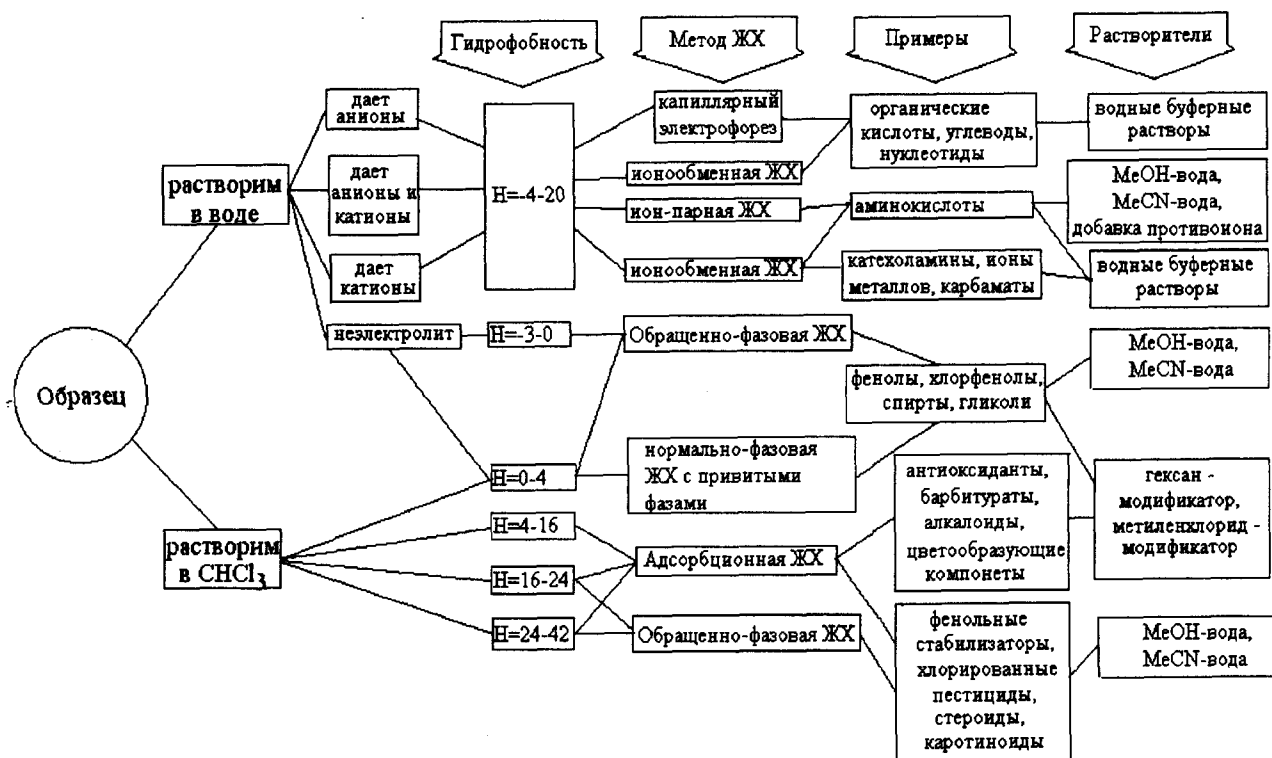 Гидрофобность
Метод ЖХ
Примеры
Растворители
дает
анионы
капиллярный
электрофорез
органические
кислоты, углеводы,
нуклеотиды
водные буферные
растворы
растворим
в воде
дает
анионы и
катионы
H=-4-20
ионообменная ЖХ
ион-парная ЖХ
аминокислоты
MeOH-вода,
MeCN-вода,
добавка противоиона
дает
катионы
ионообменная ЖХ
катехоламины, ионы
металлов, карбаматы
водные буферные
растворы
неэлектролит
H=-3-0
Обращенно-фазовая ЖХ
MeOH-вода,
MeCN-вода
Образец
фенолы, хлорфенолы,
спирты, гликоли
H=0-4
нормально-фазовая
ЖХ с привитыми
фазами
антиоксиданты,
барбитураты,
алкалоиды,
цветообразующие
компонеты
гексан -
модификатор,
метиленхлорид -
модификатор
растворим
в CHCl3
H=4-16
Адсорбционная ЖХ
H=16-24
H=24-42
Обращенно-фазовая ЖХ
фенольные
стабилизаторы,
хлорированные
пестициды,
стероиды,
каротиноиды
MeOH-вода,
MeCN-вода